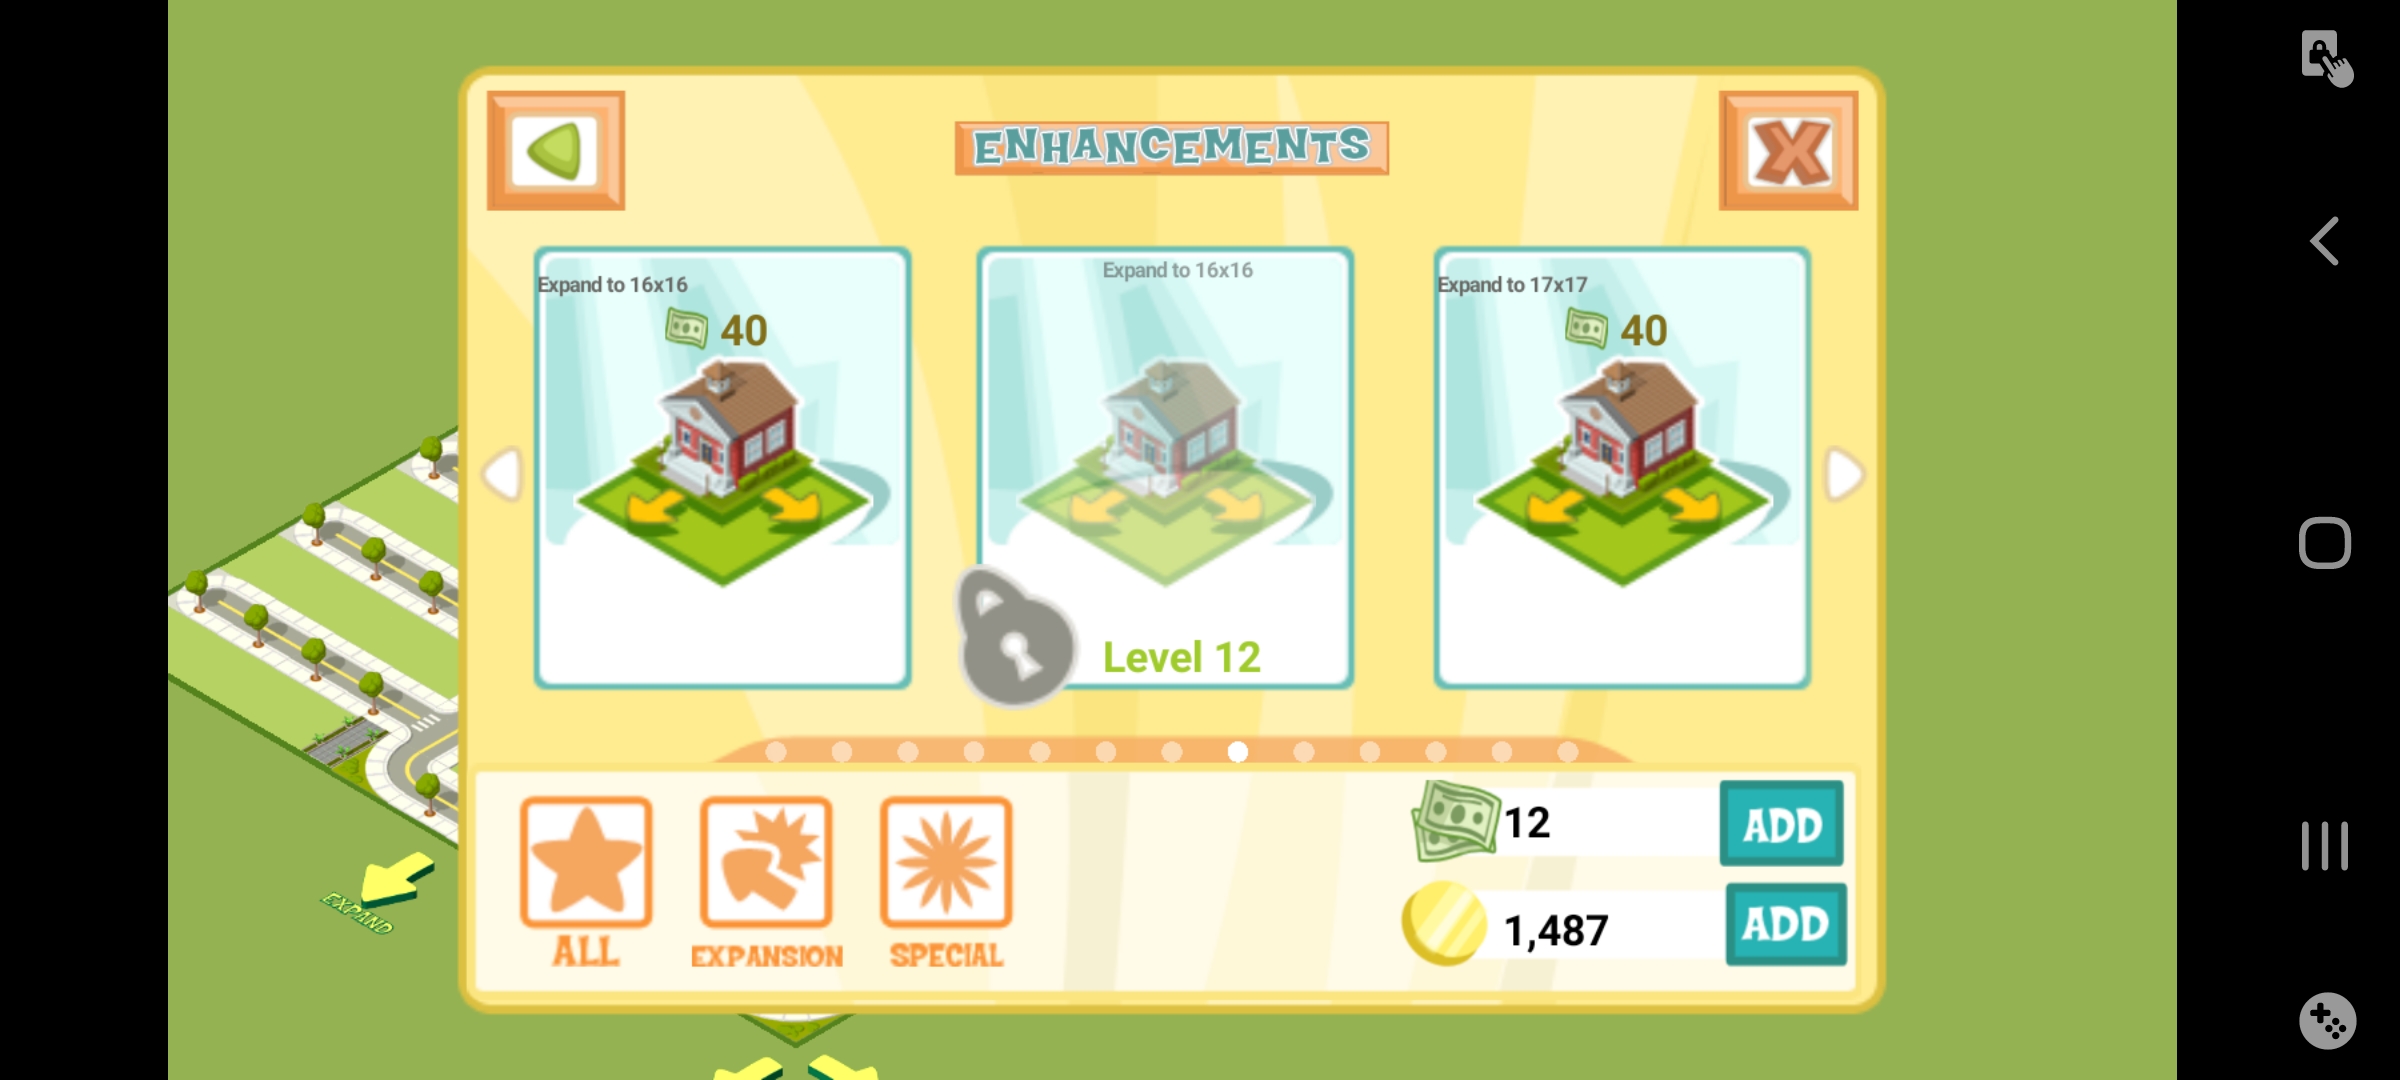 ENHANCEMENTS
Expand to 16x16
40
Expand to 16x16
Level 12
Expand to 17x17
40
EXPAND
ALL
EXPANSION
SPECIAL
12
ADD
1,487
ADD